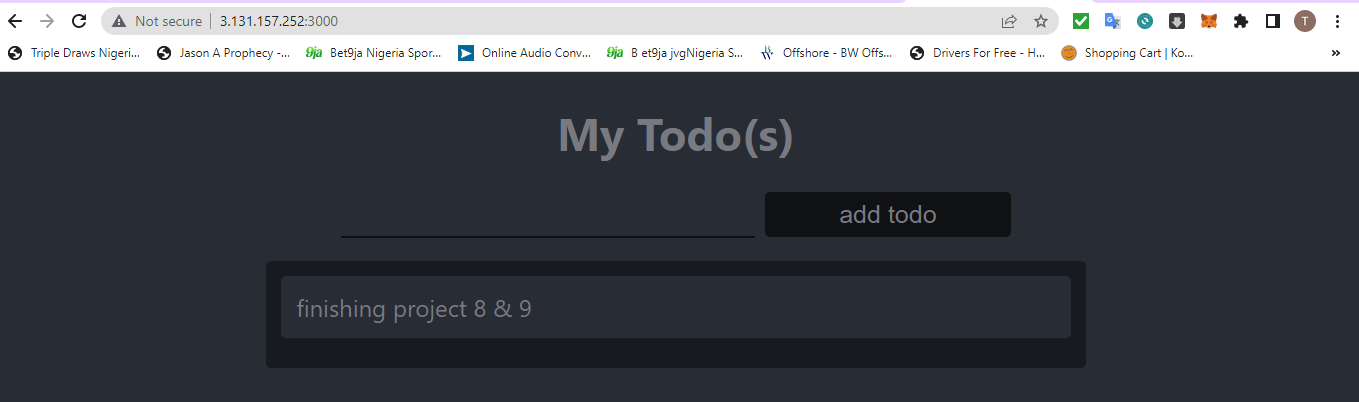 Not secure 3.131.157.252:3000
T
Triple Draws Nigeri... Jason A Prophecy -... 9ja Bet9ja Nigeria Spor... Online Audio Conv... 9ja B et9ja jvgNigeria S... Offshore - BW Offs... Drivers For Free - H... Shopping Cart | Ko... »
My Todo(s)
add todo
finishing project 8 & 9